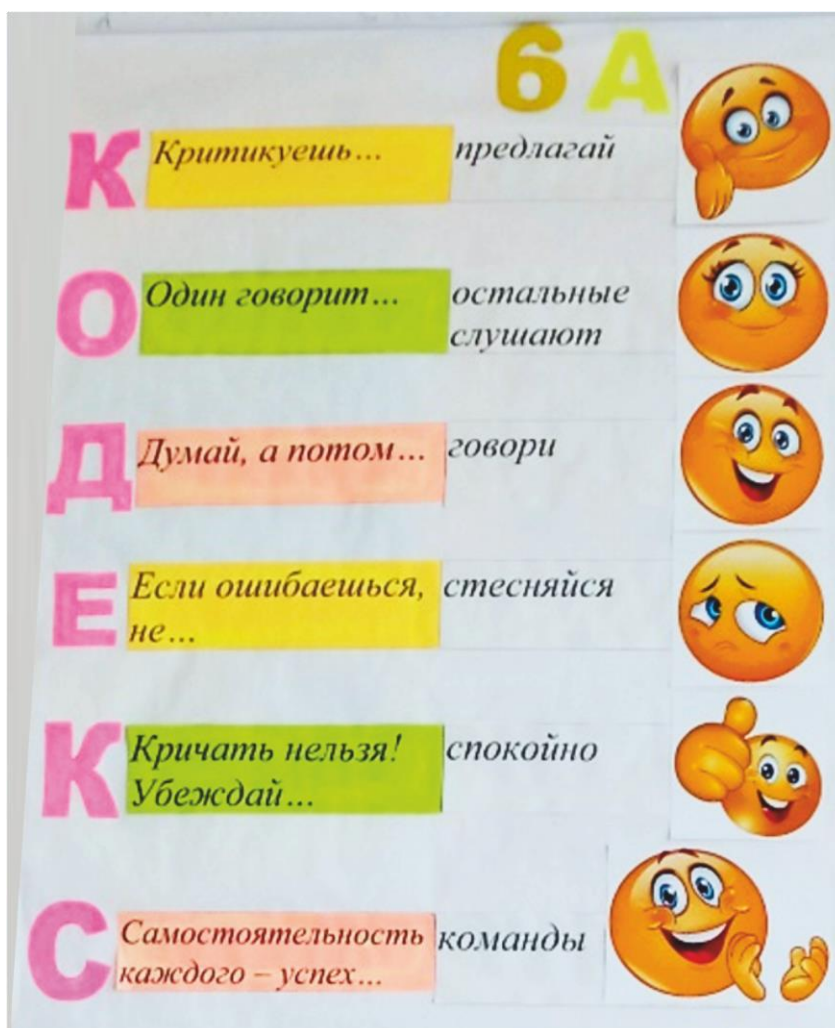 6 А
К Критикуешь... предлагай
О Один говорит... остальные
слушают
Д Думай, а потом... говори
Е Если ошибаешься, стесняйся
не...
К Кричать нельзя! спокойно
Убеждай...
С Самостоятельность команды
каждого – успех...